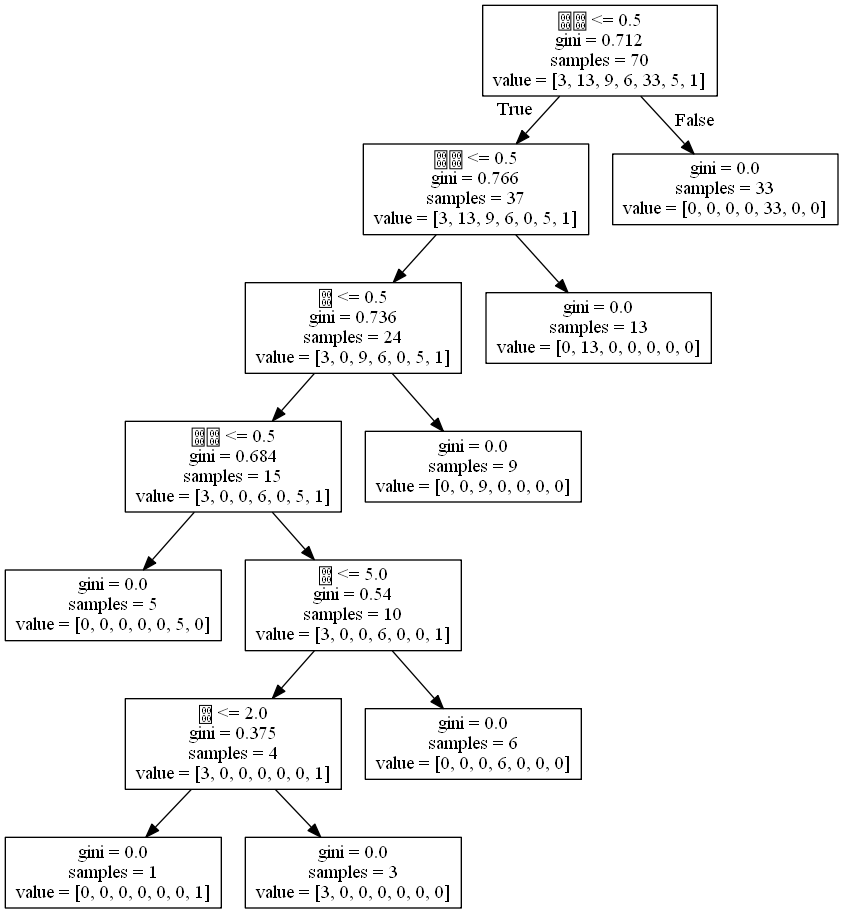 <= 0.5
gini = 0.712
samples = 70
value = [3, 13, 9, 6, 33, 5, 1]
True
False
<= 0.5
gini = 0.766
samples = 37
value = [3, 13, 9, 6, 0, 5, 1]
gini = 0.0
samples = 33
value = [0, 0, 0, 0, 33, 0, 0]
<= 0.5
gini = 0.736
samples = 24
value = [3, 0, 9, 6, 0, 5, 1]
gini = 0.0
samples = 13
value = [0, 13, 0, 0, 0, 0, 0]
<= 0.5
gini = 0.684
samples = 15
value = [3, 0, 0, 6, 0, 5, 1]
gini = 0.0
samples = 9
value = [0, 0, 9, 0, 0, 0, 0]
gini = 0.0
samples = 5
value = [0, 0, 0, 0, 0, 5, 0]
<= 5.0
gini = 0.54
samples = 10
value = [3, 0, 0, 6, 0, 0, 1]
<= 2.0
gini = 0.375
samples = 4
value = [3, 0, 0, 0, 0, 0, 1]
gini = 0.0
samples = 6
value = [0, 0, 0, 6, 0, 0, 0]
gini = 0.0
samples = 1
value = [0, 0, 0, 0, 0, 0, 1]
gini = 0.0
samples = 3
value = [3, 0, 0, 0, 0, 0, 0]